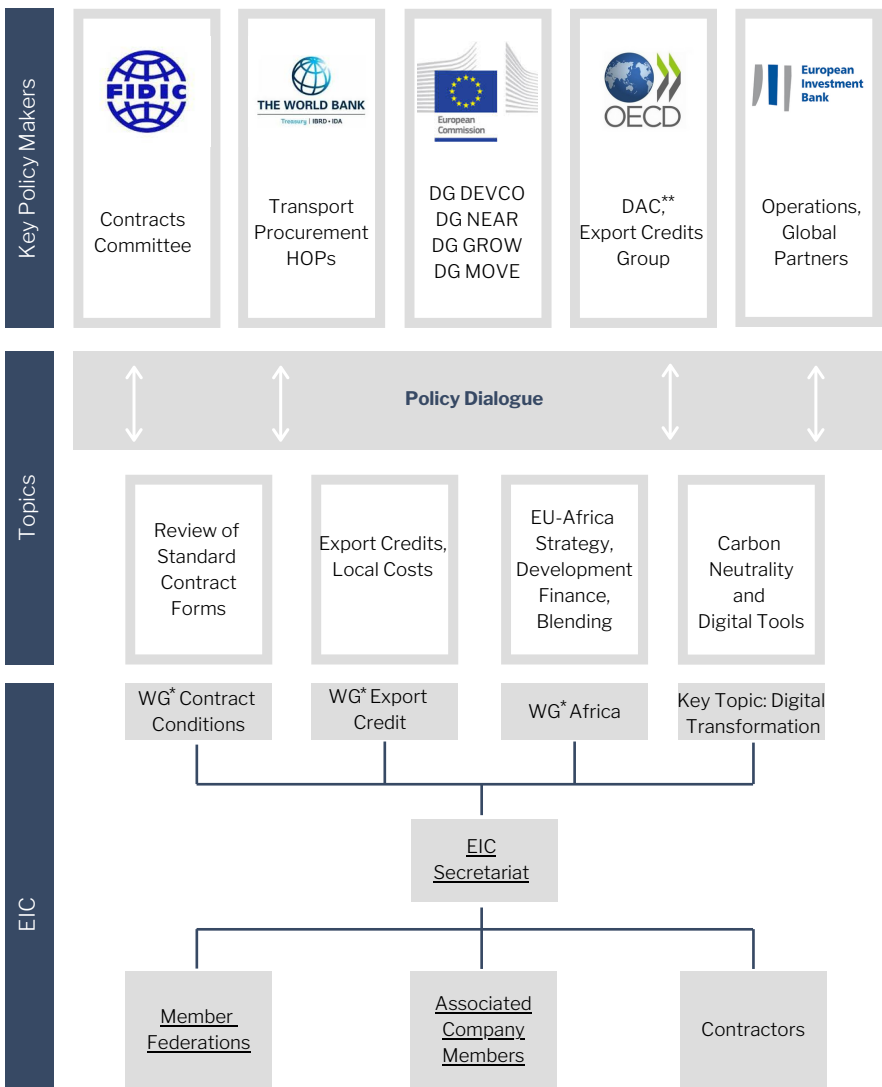 Key Policy Makers
FIDIC
Contracts
Committee
THE WORLD BANK
Treasury | IBRD • IDA
Transport
Procurement
HOPs
European
Commission
DG DEVCO
DG NEAR
DG GROW
DG MOVE
OECD
DAC,**
Export Credits
Group
European
Investment
Bank
Operations,
Global
Partners
Topics
Policy Dialogue
Review of
Standard
Contract
Forms
Export Credits,
Local Costs
EU-Africa
Strategy,
Development
Finance,
Blending
Carbon
Neutrality
and
Digital Tools
EIC
WG* Contract
Conditions
WG* Export
Credit
WG* Africa
Key Topic: Digital
Transformation
EIC
Secretariat
Member
Federations
Associated
Company
Members
Contractors